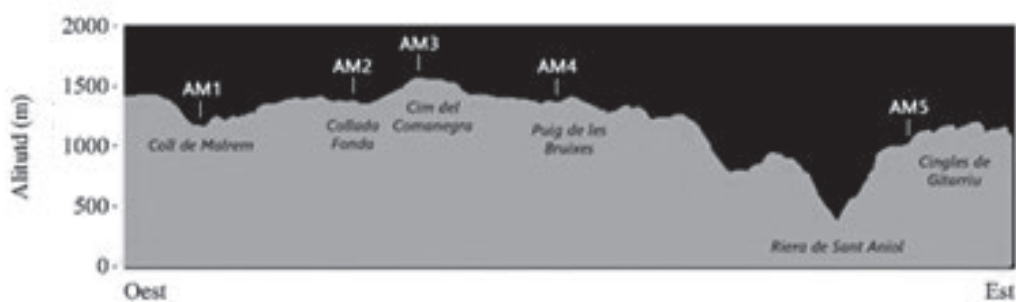 2000
AM3
AM2
AM4
AM1
1500
AM5
Cim del
Comanegra
Collada
Fonda
Puig de les
Bruixes
Coll de Malrem
1000
Cingles de
Gitarriu
Alitutd (m)
500
Riera de Sant Aniol
0
Oest
Est